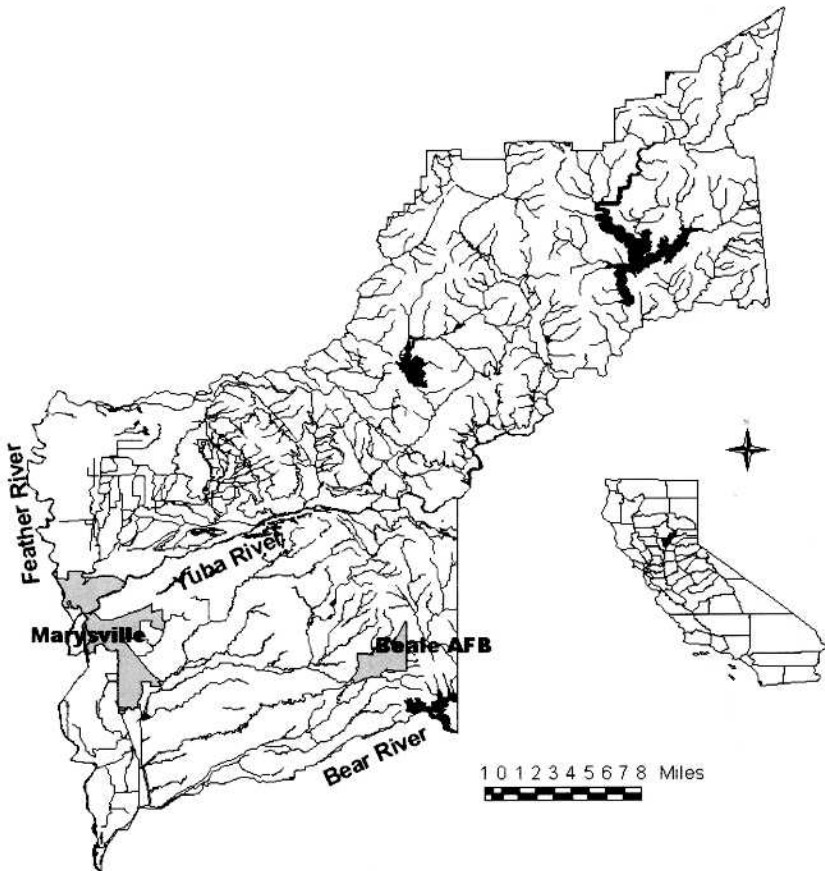 Feather River
Yuba River
Marysville
Beale AFB
Bear River
1 0 1 2 3 4 5 6 7 8 Miles